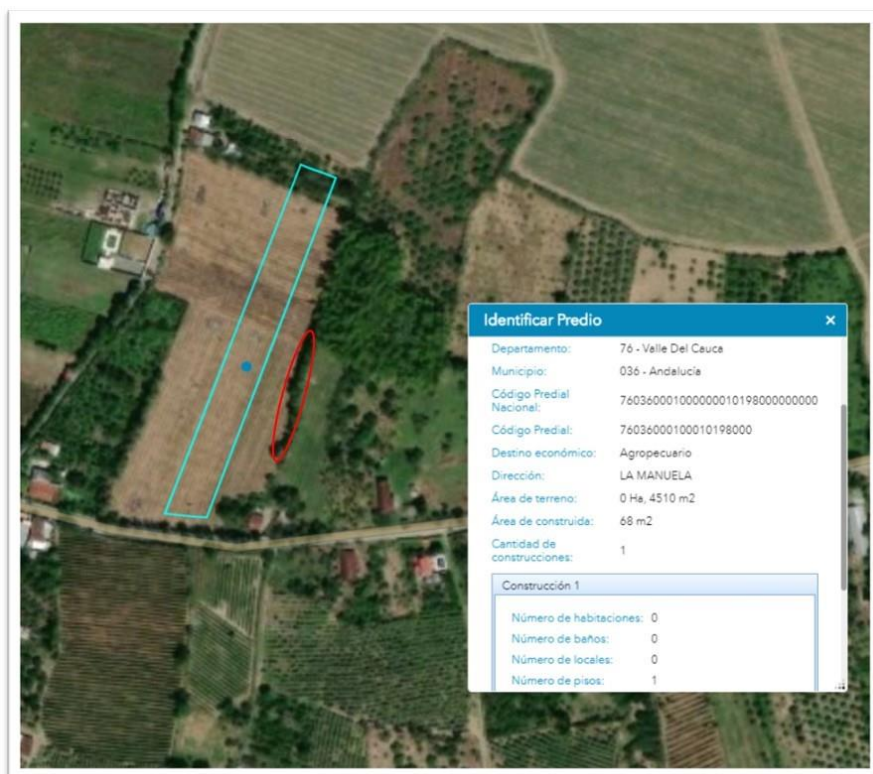 Identificar Predio ×
Departamento: 76 - Valle Del Cauca
Municipio: 036 - Andalucía
Código Predial
Nacional: 760360001000000010198000000000
Código Predial: 76036000100010198000
Destino económico: Agropecuario
Dirección: LA MANUELA
Área de terreno: 0 Ha, 4510 m2
Área de construida: 68 m2
Cantidad de
construcciones: 1
Construcción 1
Número de habitaciones: 0
Número de baños: 0
Número de locales: 0
Número de pisos: 1